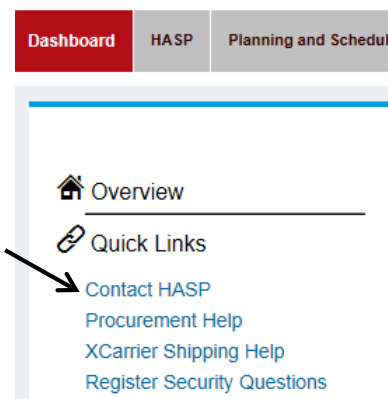 Dashboard HASP Planning and Schedul
Overview
Quick Links
Contact HASP
Procurement Help
XCarrier Shipping Help
Register Security Questions